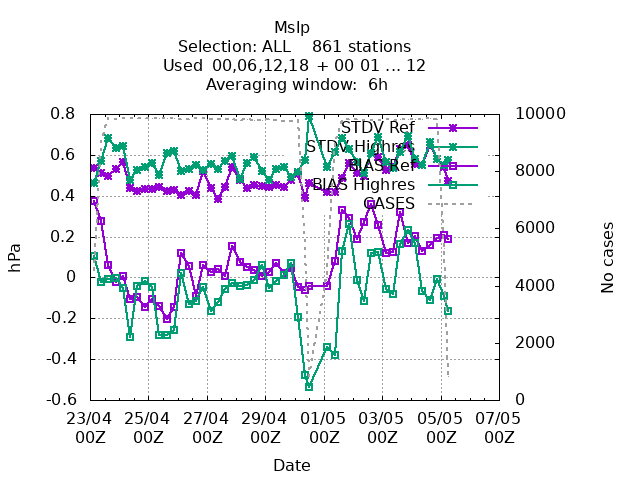 Mslp
Selection: ALL    861 stations
Used 00,06,12,18 + 00 01 ... 12
Averaging window: 6h
0.8
0.6
0.4
0.2
0
-0.2
-0.4
-0.6
hPa
10000
8000
6000
4000
2000
0
No cases
STDV Ref
STDV Highres
BIAS Ref
BIAS Highres
CASES
23/04 25/04 27/04 29/04 01/05 03/05 05/05 07/05
00Z 00Z 00Z 00Z 00Z 00Z 00Z 00Z
Date